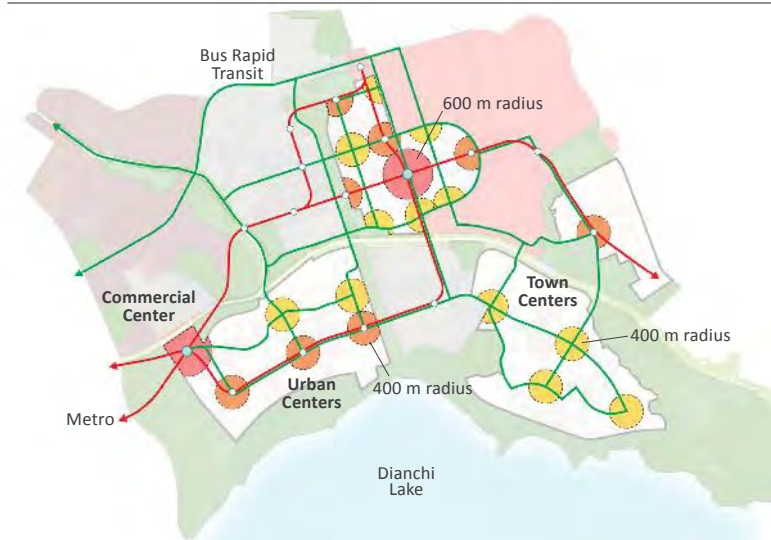 Bus Rapid
Transit
600 m radius
Commercial
Center
Town
Centers
400 m radius
Urban
Centers
400 m radius
Metro
Dianchi
Lake